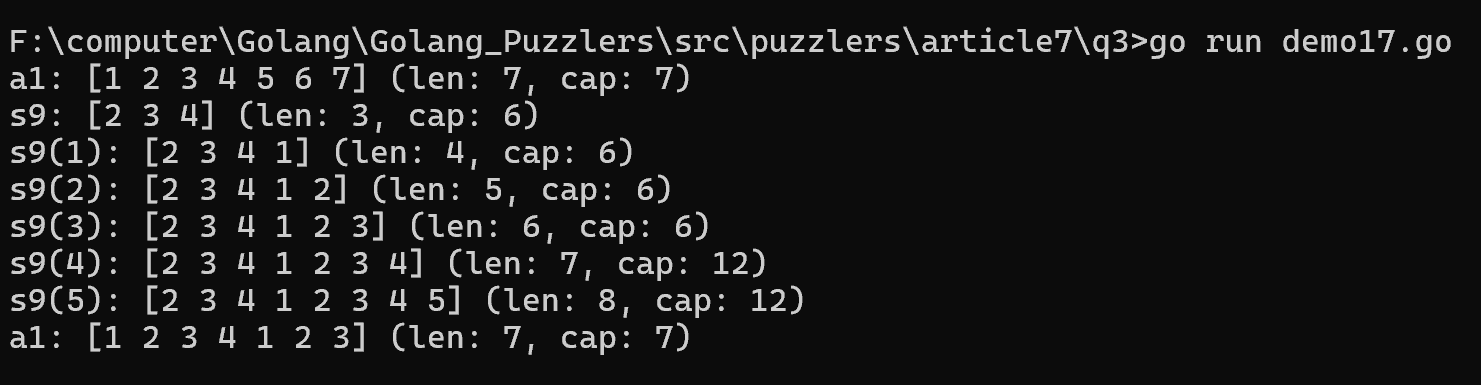 F:\computer\Golang\Golang_Puzzlers\src\puzzlers\article7\q3>go run demo17.go
a1: [1 2 3 4 5 6 7] (len: 7, cap: 7)
s9: [2 3 4] (len: 3, cap: 6)
s9(1): [2 3 4 1] (len: 4, cap: 6)
s9(2): [2 3 4 1 2] (len: 5, cap: 6)
s9(3): [2 3 4 1 2 3] (len: 6, cap: 6)
s9(4): [2 3 4 1 2 3 4] (len: 7, cap: 12)
s9(5): [2 3 4 1 2 3 4 5] (len: 8, cap: 12)
a1: [1 2 3 4 1 2 3] (len: 7, cap: 7)